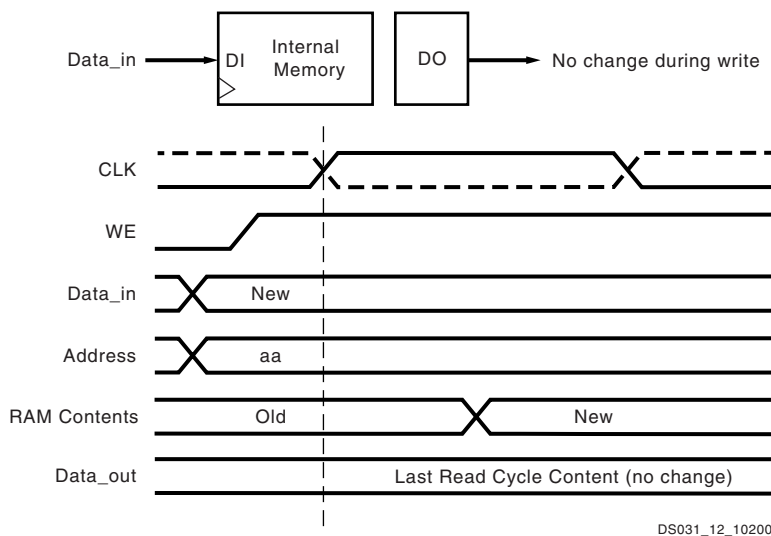 Data_in
DI
Internal
Memory
DO
No change during write
CLK
WE
Data_in
New
Address
aa
RAM Contents
Old
New
Data_out
Last Read Cycle Content (no change)
DS031_12_10200